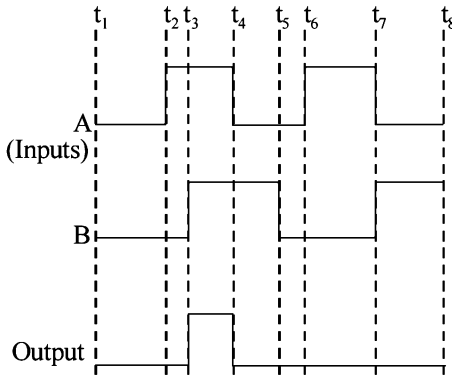 t₁ t₂ t₃ t₄ t₅ t₆ t₇ t₈
A
(Inputs)
B
Output